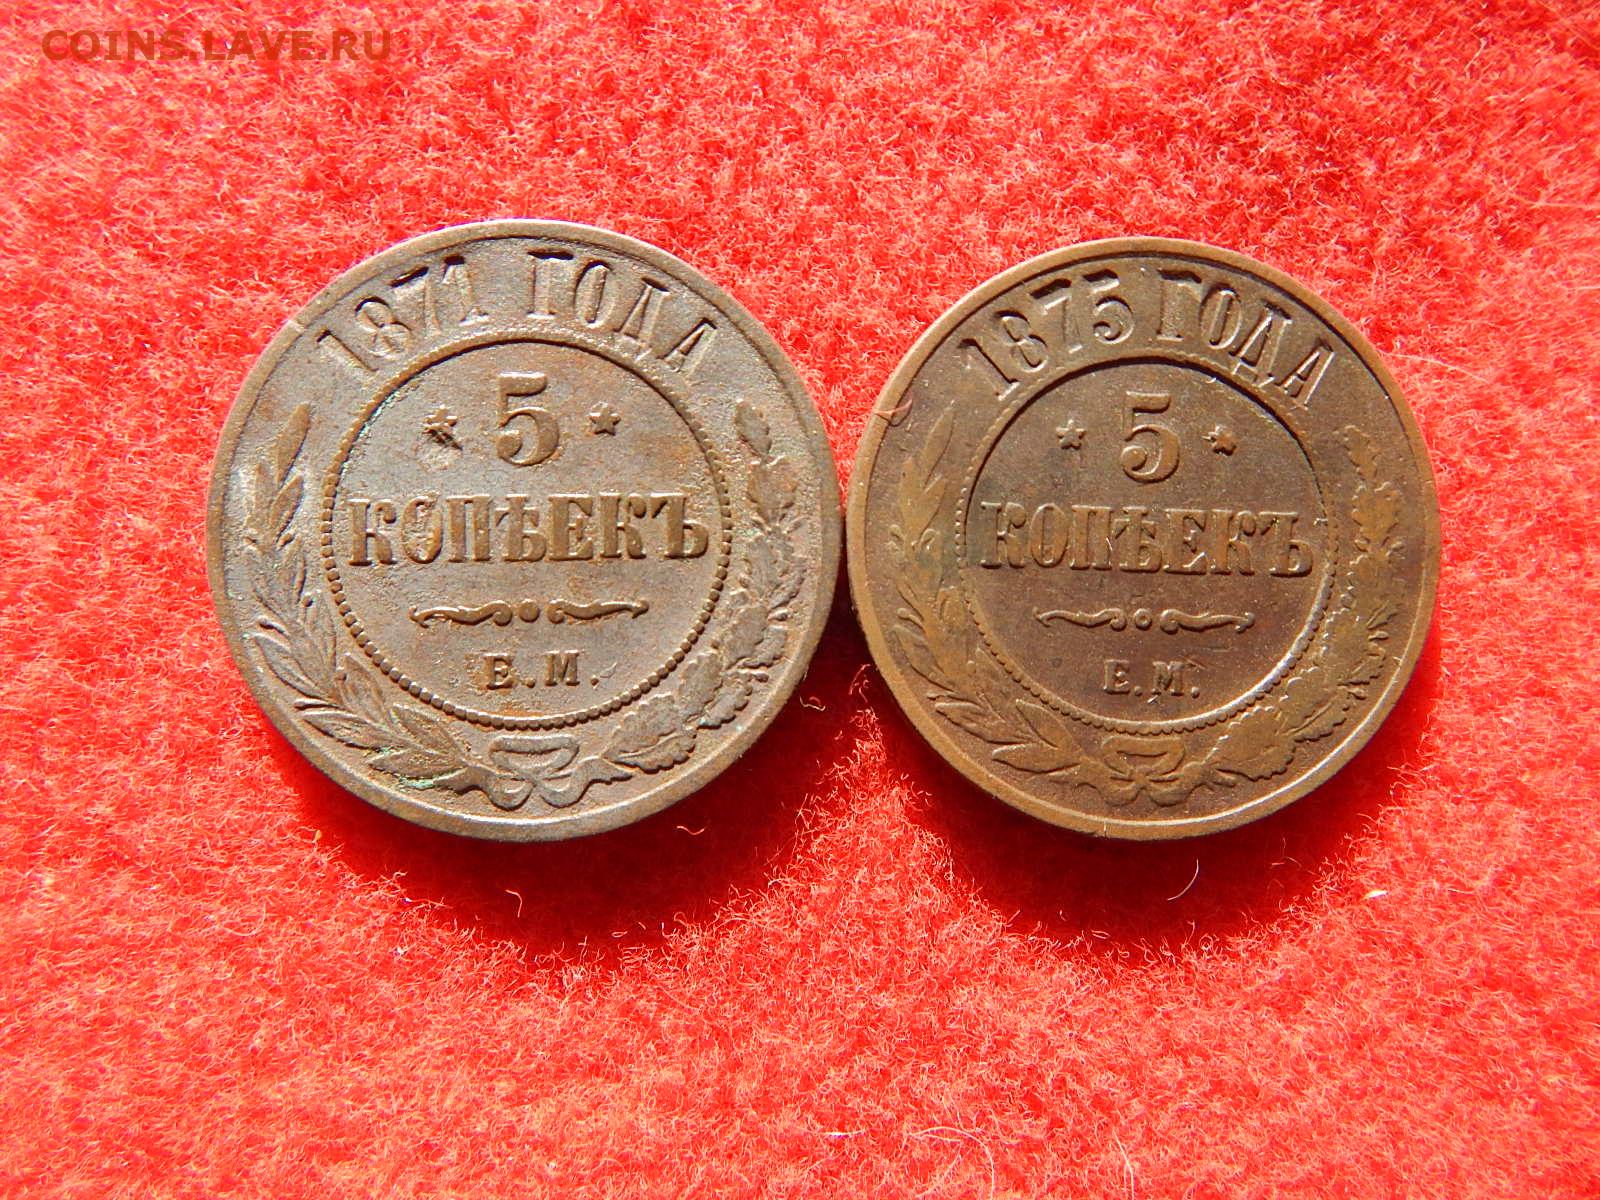 COINS.LAVE.RU
1871 ГОДА
5
КОПѢЕКЪ
Е.М.
1875 ГОДА
5
КОПѢЕКЪ
Е.М.